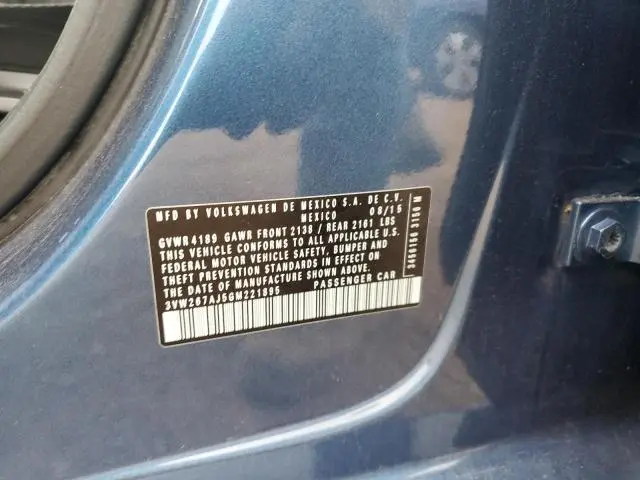 MFD BY VOLKSWAGEN DE MEXICO S.A. DE C.V.
MEXICO 08/15
GVWR 4189 GAWR FRONT 2138 / REAR 2161 LBS
THIS VEHICLE CONFORMS TO ALL APPLICABLE U.S.
FEDERAL MOTOR VEHICLE SAFETY, BUMPER AND
THEFT PREVENTION STANDARDS IN EFFECT ON
THE DATE OF MANUFACTURE SHOWN ABOVE.
3VW267AJ5GM221895 PASSENGER CAR